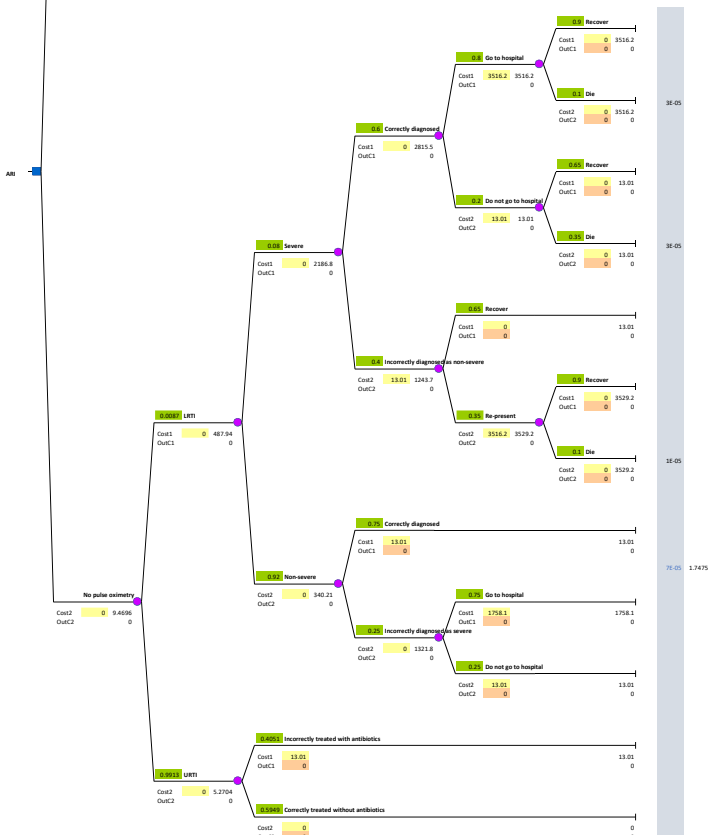 0.9 Recover
Cost1 0 3516.2
OutC1 0 0
0.8 Go to hospital
Cost1 3516.2 3516.2
OutC1 0
0.1 Die
Cost2 0 3516.2
OutC2 0 0
3E-05
0.6 Correctly diagnosed
Cost1 0 2815.5
OutC1 0
0.65 Recover
Cost1 0 13.01
OutC1 0 0
ARI
0.2 Do not go to hospital
Cost2 13.01 13.01
OutC2 0
0.35 Die
Cost2 0 13.01
OutC2 0 0
3E-05
0.08 Severe
Cost1 0 2186.8
OutC1 0
0.65 Recover
Cost1 0 13.01
OutC1 0 0
0.4 Incorrectly diagnosed as non-severe
Cost2 13.01 1243.7
OutC2 0
0.9 Recover
Cost1 0 3529.2
OutC1 0 0
0.0087 LRTI
Cost1 0 487.94
OutC1 0
0.35 Re-present
Cost2 3516.2 3529.2
OutC2 0
0.1 Die
Cost2 0 3529.2
OutC2 0 0
1E-05
0.75 Correctly diagnosed
Cost1 13.01 13.01
OutC1 0 0
7E-05 1.7475
0.92 Non-severe
Cost2 0 340.21
OutC2 0
No pulse oximetry
Cost2 0 9.4696
OutC2 0
0.75 Go to hospital
Cost1 1758.1 1758.1
OutC1 0 0
0.25 Incorrectly diagnosed as severe
Cost2 0 1321.8
OutC2 0
0.25 Do not go to hospital
Cost2 13.01 13.01
OutC2 0 0
0.4051 Incorrectly treated with antibiotics
Cost1 13.01 13.01
OutC1 0 0
0.9913 URTI
Cost2 0 5.2704
OutC2 0
0.5949 Correctly treated without antibiotics
Cost2 0 0